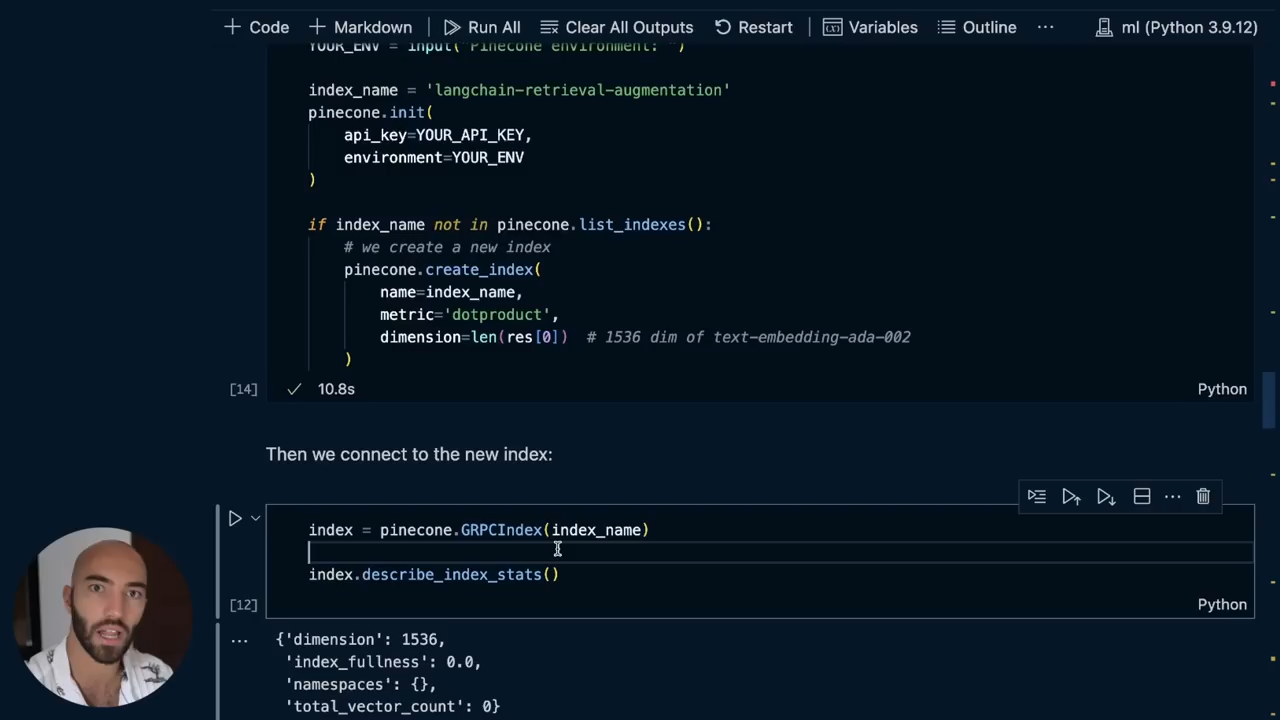 Code Markdown Run All Clear All Outputs Restart Variables Outline ... ml (Python 3.9.12)
YOUR_ENV = input("Pinecone environment: ")
index_name = 'langchain-retrieval-augmentation'
pinecone.init(
api_key=YOUR_API_KEY,
environment=YOUR_ENV
)
if index_name not in pinecone.list_indexes():
# we create a new index
pinecone.create_index(
name=index_name,
metric='dotproduct',
dimension=len(res[0]) # 1536 dim of text-embedding-ada-002
)
[14] 10.8s Python
Then we connect to the new index:
index = pinecone.GRPCIndex(index_name)
index.describe_index_stats()
[12] Python
... {'dimension': 1536,
'index_fullness': 0.0,
'namespaces': {},
'total_vector_count': 0}